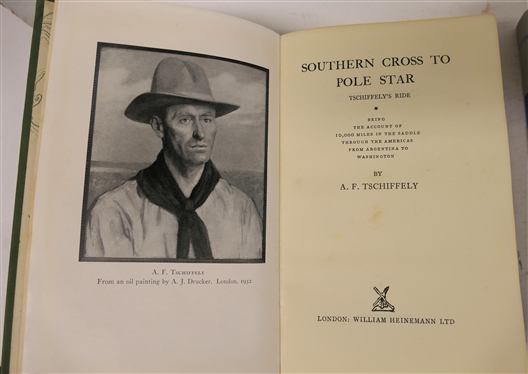 A. F. Tschiffely
From an oil painting by A. J. Drucker, London, 1932
SOUTHERN CROSS TO
POLE STAR
TSCHIFFELY'S RIDE
*
BEING
THE ACCOUNT OF
10,000 MILES IN THE SADDLE
THROUGH THE AMERICAS
FROM ARGENTINA TO
WASHINGTON
BY
A. F. TSCHIFFELY
LONDON: WILLIAM HEINEMANN LTD